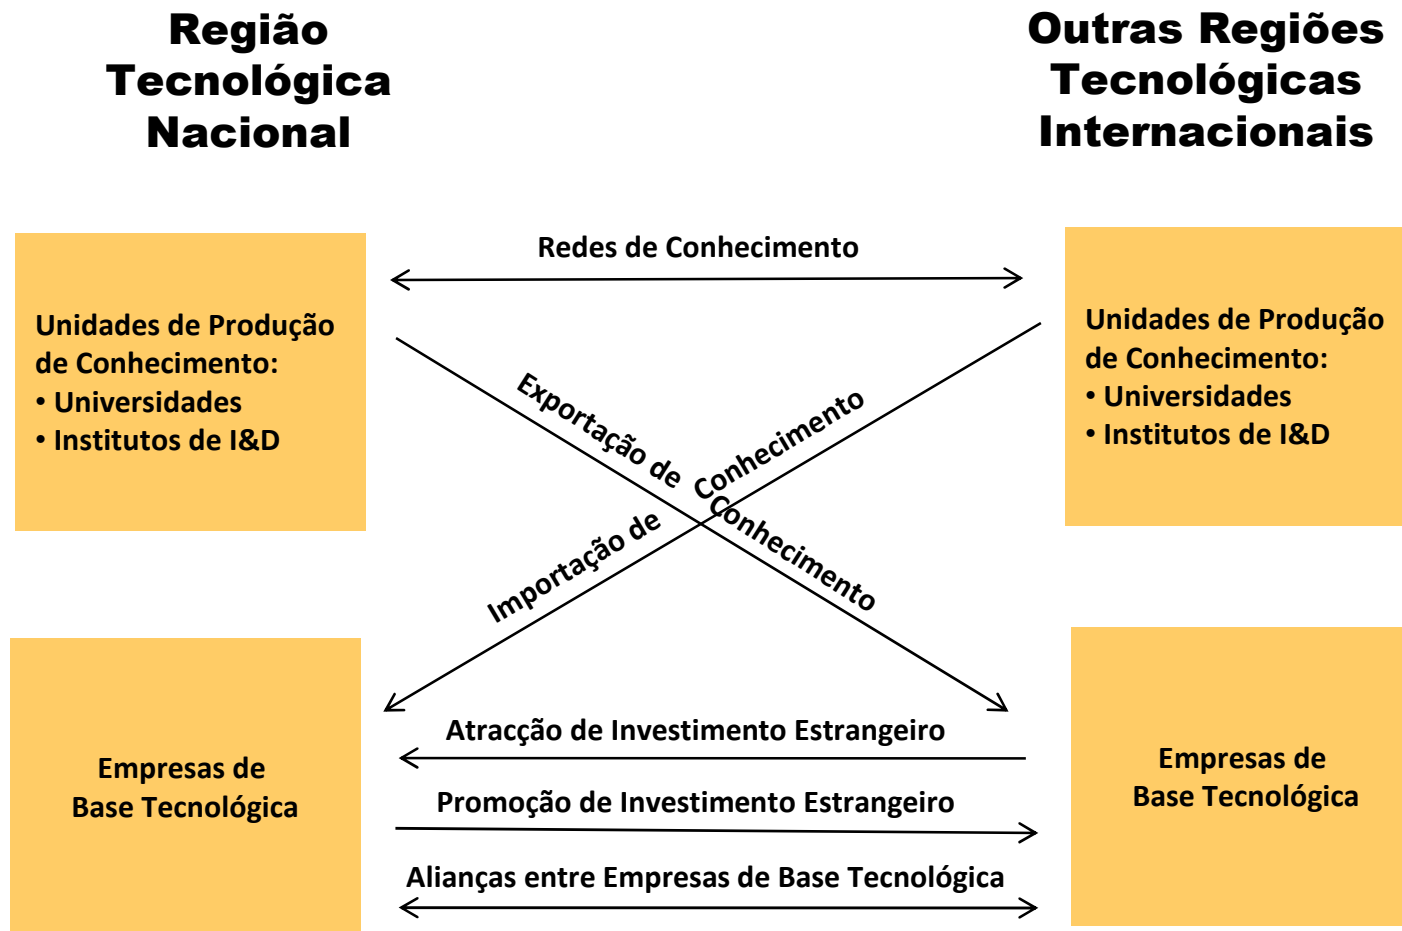 Região
Tecnológica
Nacional
Outras Regiões
Tecnológicas
Internacionais
Redes de Conhecimento
Unidades de Produção
de Conhecimento:
• Universidades
• Institutos de I&D
Unidades de Produção
de Conhecimento:
• Universidades
• Institutos de I&D
Exportação de Conhecimento
Importação de Conhecimento
Empresas de
Base Tecnológica
Atracção de Investimento Estrangeiro
Promoção de Investimento Estrangeiro
Alianças entre Empresas de Base Tecnológica
Empresas de
Base Tecnológica